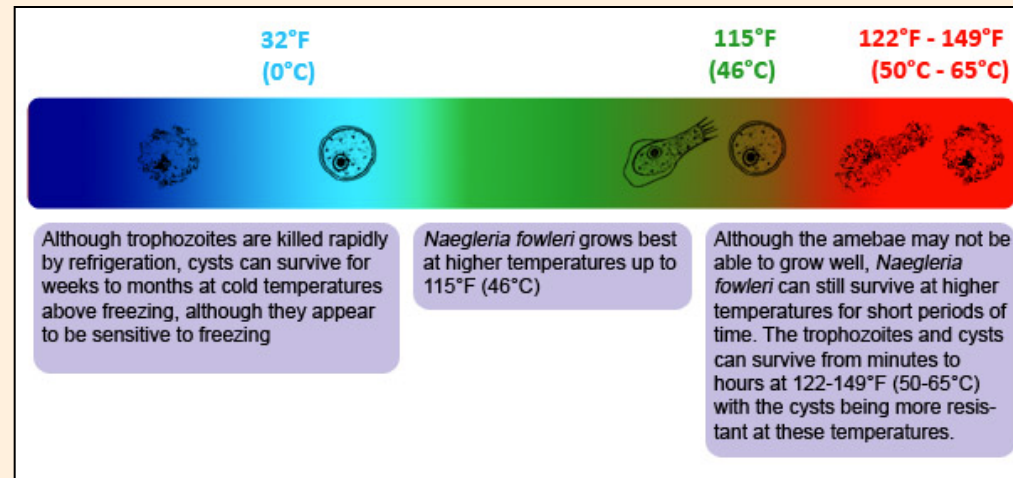 32°F
(0°C)
115°F
(46°C)
122°F - 149°F
(50°C - 65°C)
Although trophozoites are killed rapidly
by refrigeration, cysts can survive for
weeks to months at cold temperatures
above freezing, although they appear
to be sensitive to freezing
Naegleria fowleri grows best
at higher temperatures up to
115°F (46°C)
Although the amebae may not be
able to grow well, Naegleria
fowleri can still survive at higher
temperatures for short periods of
time. The trophozoites and cysts
can survive from minutes to
hours at 122-149°F (50-65°C)
with the cysts being more resis-
tant at these temperatures.